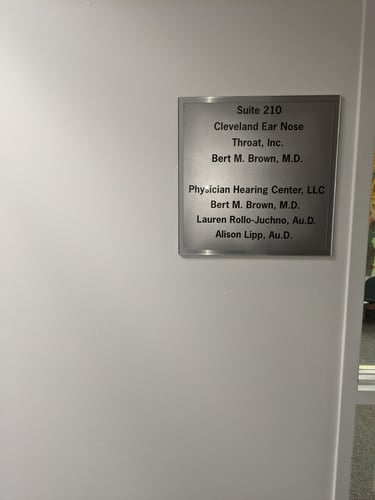 Suite 210
Cleveland Ear Nose
Throat, Inc.
Bert M. Brown, M.D.
Physician Hearing Center, LLC
Bert M. Brown, M.D.
Lauren Rollo-Juchno, Au.D.
Alison Lipp, Au.D.